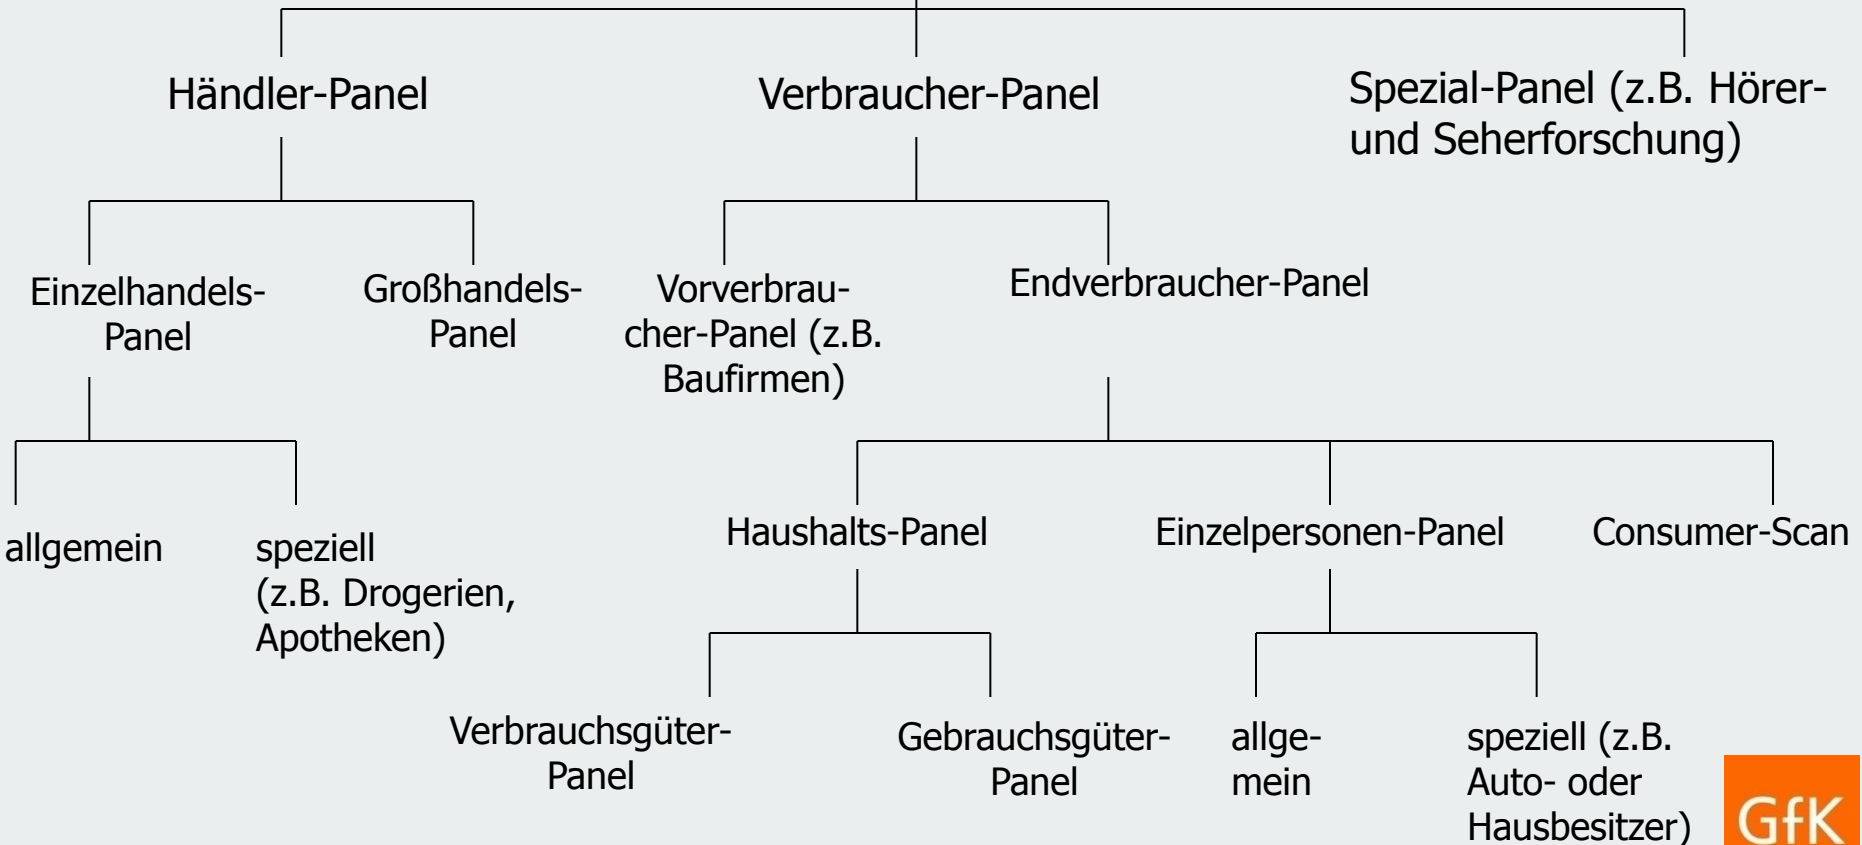 Händler-Panel
Verbraucher-Panel
Spezial-Panel (z.B. Hörer-
und Seherforschung)
Einzelhandels-
Panel
Großhandels-
Panel
Vorverbrau-
cher-Panel (z.B.
Baufirmen)
Endverbraucher-Panel
allgemein
speziell
(z.B. Drogerien,
Apotheken)
Haushalts-Panel
Einzelpersonen-Panel
Consumer-Scan
Verbrauchsgüter-
Panel
Gebrauchsgüter-
Panel
allge-
mein
speziell (z.B.
Auto- oder
Hausbesitzer)
GfK